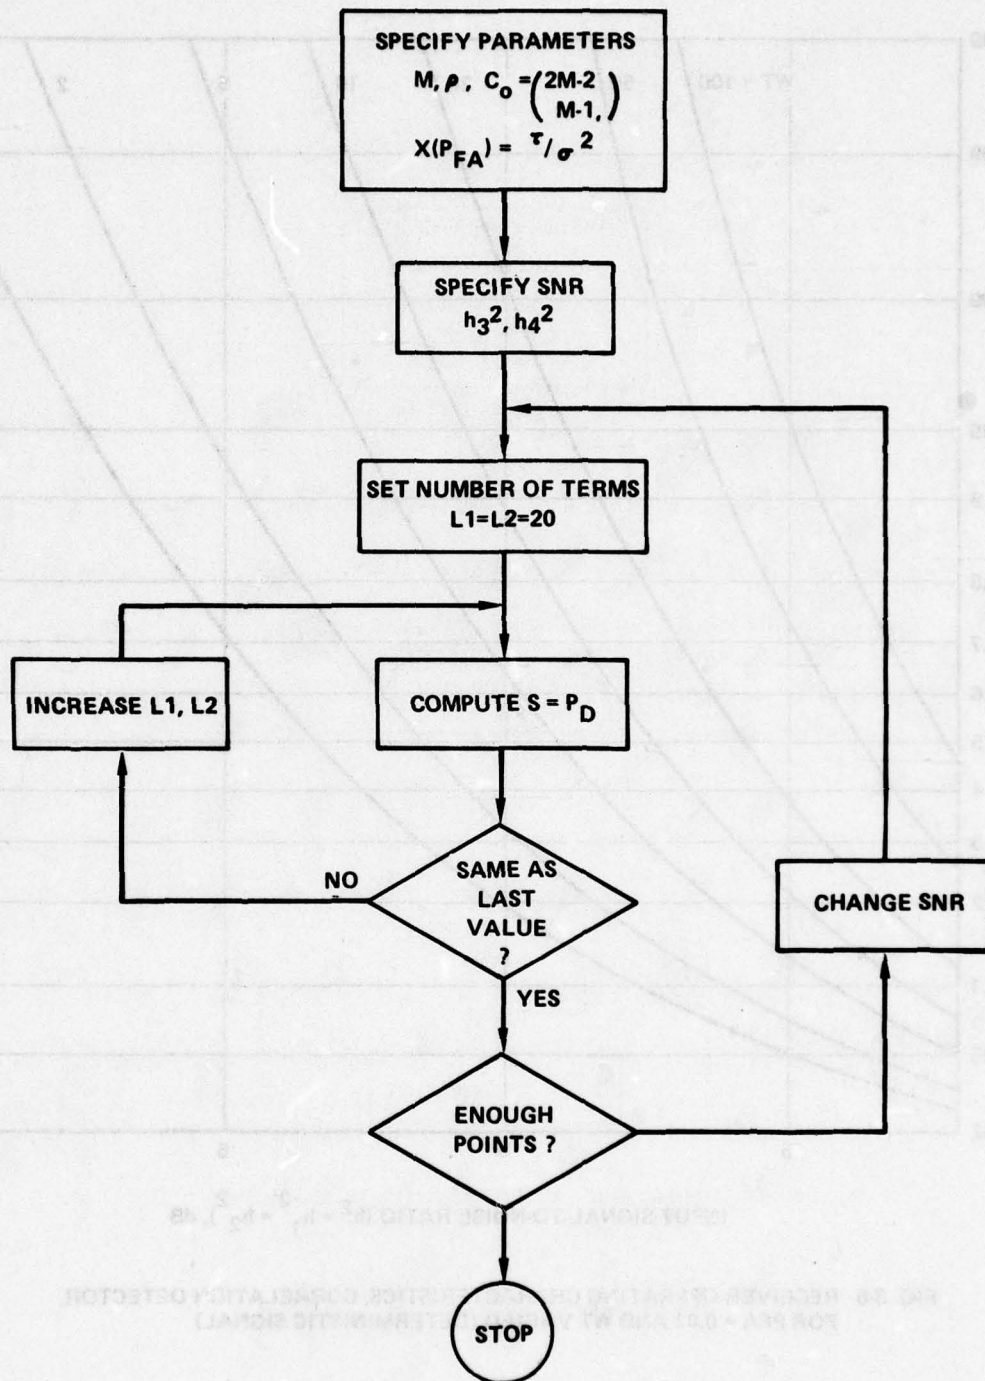 SPECIFY PARAMETERS
M, ρ, C₀ = (2M-2
M-1,)
X(P_FA) = τ/σ²
SPECIFY SNR
h₃², h₄²
SET NUMBER OF TERMS
L1=L2=20
INCREASE L1, L2
COMPUTE S = P_D
NO
SAME AS
LAST
VALUE
?
CHANGE SNR
YES
ENOUGH
POINTS ?
STOP